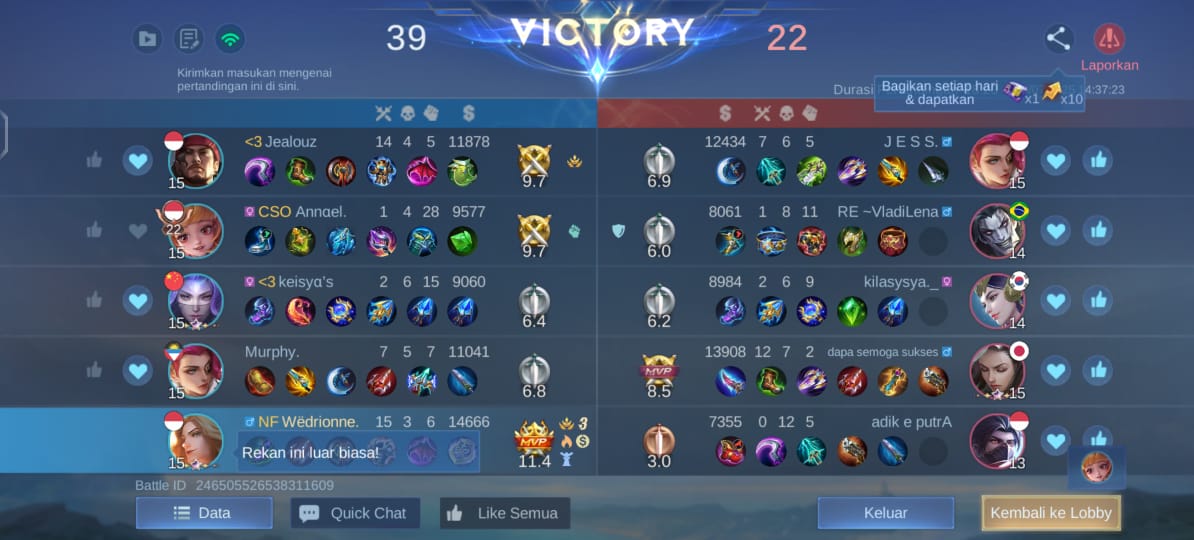 39 VICTORY 22
Laporkan
Kirimkan masukan mengenai
pertandingan ini di sini.
Bagikan setiap hari
& dapatkan x1 x10
Durasi 14:37:23
<3 Jealouz 14 4 5 11878
15 9.7
12434 7 6 5 J E S S.
6.9 15
CSO Annɑel. 1 4 28 9577
22
15 9.7
8061 1 8 11 RE ~VladiLena
6.0 14
<3 keisyɑ's 2 6 15 9060
15 6.4
8984 2 6 9 kilasysya._
6.2 14
Murphy. 7 5 7 11041
15 6.8
13908 12 7 2 dapa semoga sukses
MVP
8.5 15
NF Wëdrionne. 15 3 6 14666
Rekan ini luar biasa!
MVP 3
15 11.4
7355 0 12 5 adik e putrA
3.0 13
Battle ID 246505526538311609
Data
Quick Chat
Like Semua
Keluar
Kembali ke Lobby